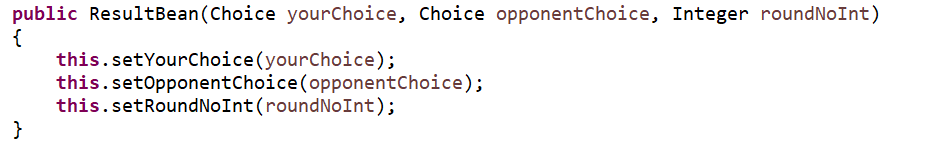 public ResultBean(Choice yourChoice, Choice opponentChoice, Integer roundNoInt)
{
    this.setYourChoice(yourChoice);
    this.setOpponentChoice(opponentChoice);
    this.setRoundNoInt(roundNoInt);
}